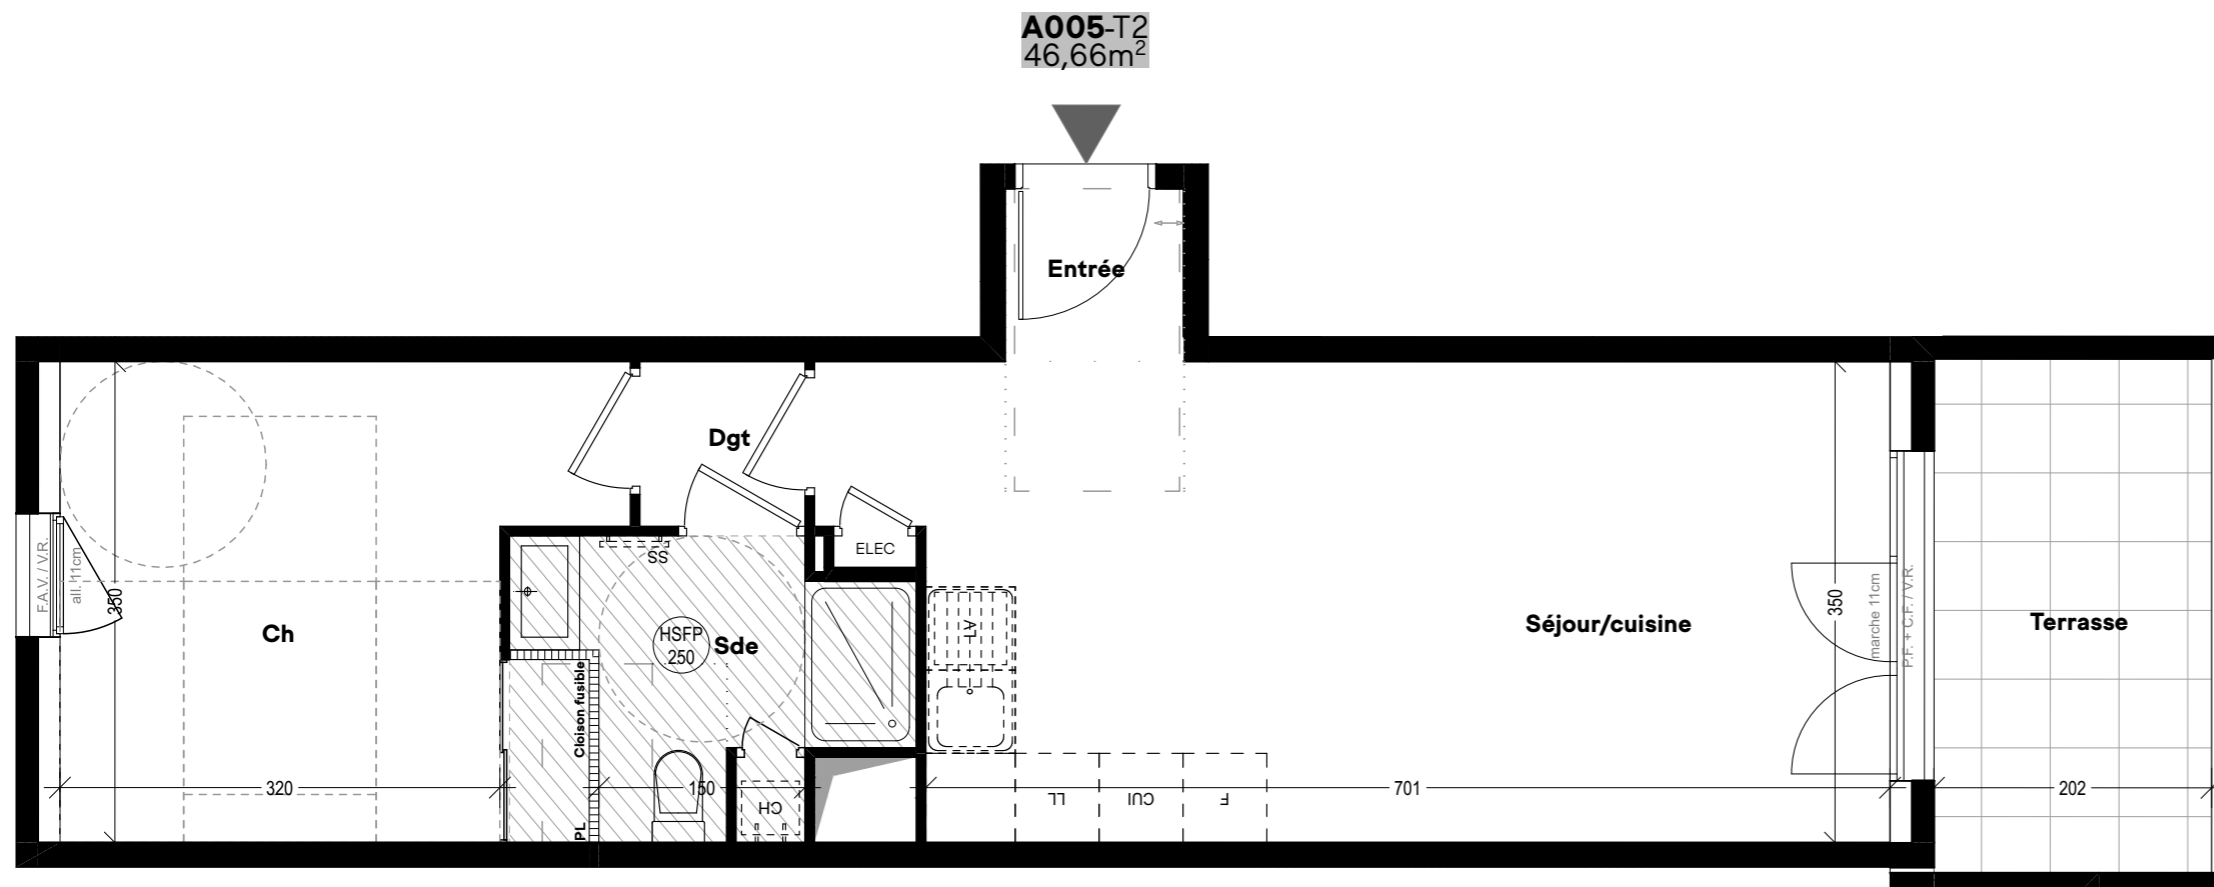 A005-T2
46,66m²
Entrée
Dgt
ELEC
SS
F.A.V. / V.R.
all. 11cm
350
Ch
HSFP
250
Sde
LV
Cloison fusible
PL
Séjour/cuisine
350
marche 11cm
P.F. + C.F. / V.R.
Terrasse
320
150
CH
LL
CUI
F
701
202